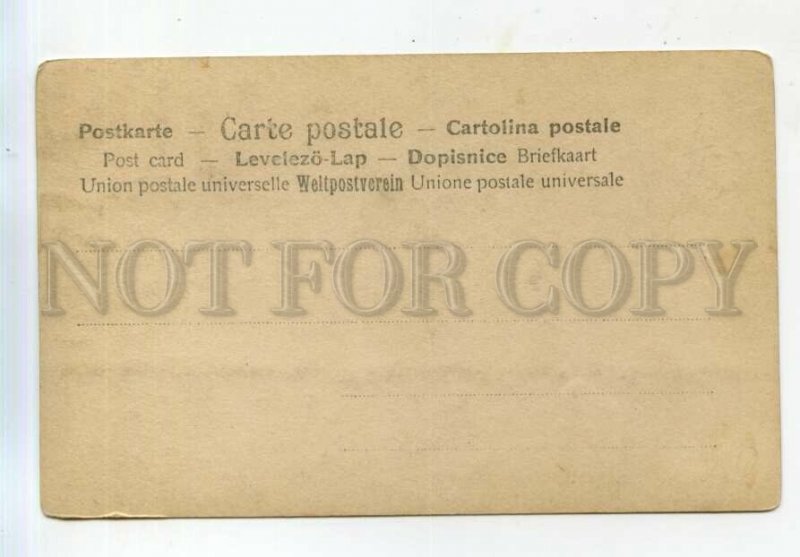 Postkarte — Carte postale — Cartolina postale
Post card — Levelezö-Lap — Dopisnice Briefkaart
Union postale universelle Weltpostverein Unione postale universale
NOT FOR COPY